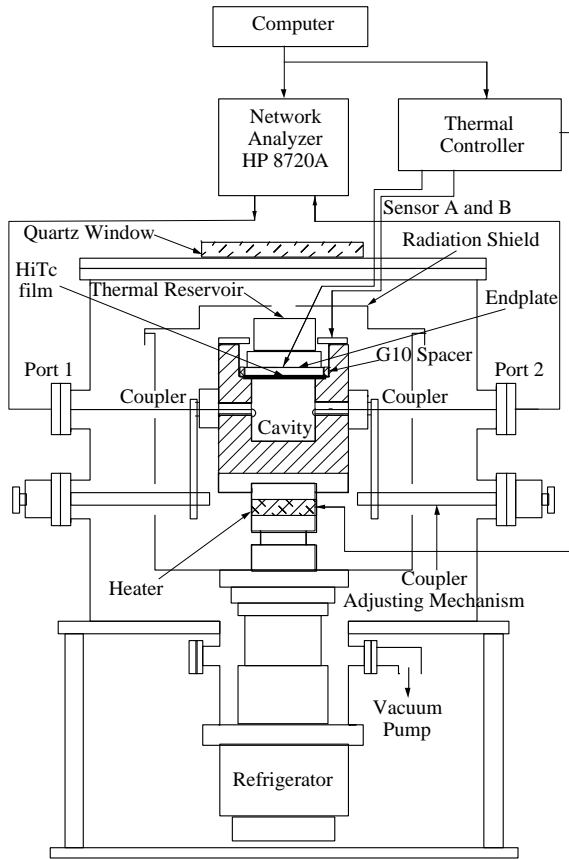 Computer
Network
Analyzer
HP 8720A
Thermal
Controller
Sensor A and B
Quartz Window
Radiation Shield
HiTc
film
Thermal Reservoir
Endplate
G10 Spacer
Port 1
Port 2
Coupler
Coupler
Cavity
Heater
Coupler
Adjusting Mechanism
Vacuum
Pump
Refrigerator